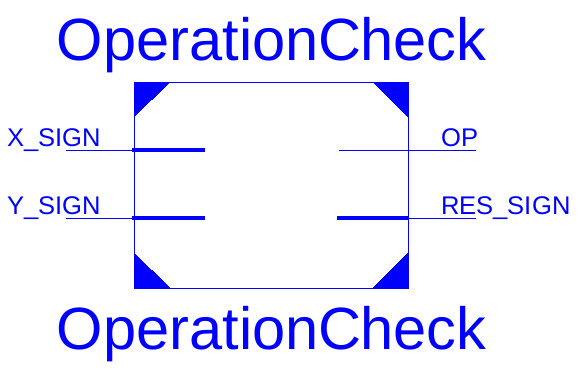 OperationCheck
X_SIGN
OP
Y_SIGN
RES_SIGN
OperationCheck